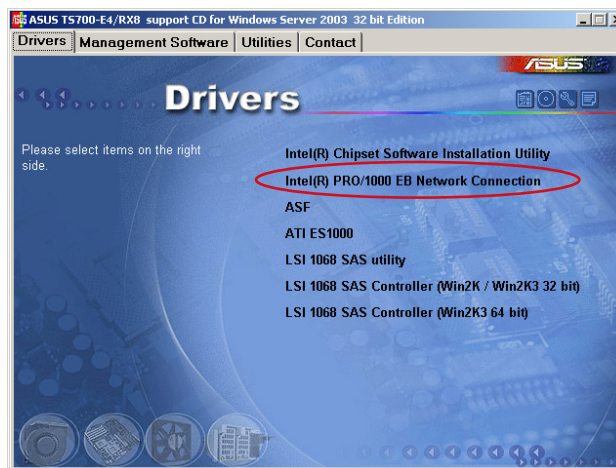 ASUS TS700-E4/RX8 support CD for Windows Server 2003 32 bit Edition
Drivers Management Software Utilities Contact
ASUS
Drivers
Please select items on the right
side.
Intel(R) Chipset Software Installation Utility
Intel(R) PRO/1000 EB Network Connection
ASF
ATI ES1000
LSI 1068 SAS utility
LSI 1068 SAS Controller (Win2K / Win2K3 32 bit)
LSI 1068 SAS Controller (Win2K3 64 bit)